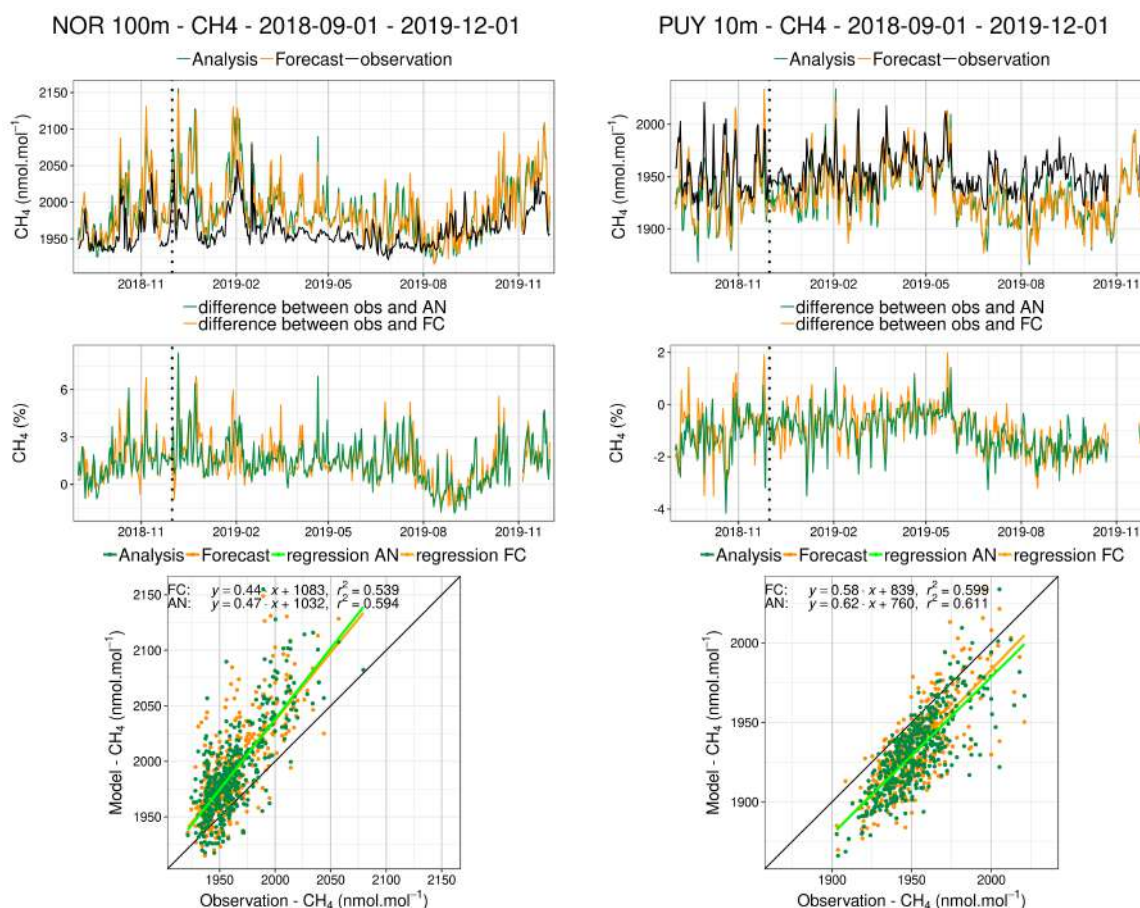 NOR 100m - CH4 - 2018-09-01 - 2019-12-01
Analysis Forecast observation
2150
2100
2050
2000
1950
CH4 (nmol.mol−1)
2018-11 2019-02 2019-05 2019-08 2019-11
difference between obs and AN
difference between obs and FC
6
3
0
CH4 (%)
2018-11 2019-02 2019-05 2019-08 2019-11
Analysis Forecast regression AN regression FC
FC: y = 0.44 · x + 1083, r2 = 0.539
AN: y = 0.47 · x + 1032, r2 = 0.594
2150
2100
2050
2000
1950
Model - CH4 (nmol.mol−1)
1950 2000 2050 2100 2150
Observation - CH4 (nmol.mol−1)
PUY 10m - CH4 - 2018-09-01 - 2019-12-01
Analysis Forecast observation
2000
1950
1900
CH4 (nmol.mol−1)
2018-11 2019-02 2019-05 2019-08 2019-11
difference between obs and AN
difference between obs and FC
2
0
-2
-4
CH4 (%)
2018-11 2019-02 2019-05 2019-08 2019-11
Analysis Forecast regression AN regression FC
FC: y = 0.58 · x + 839, r2 = 0.599
AN: y = 0.62 · x + 760, r2 = 0.611
2000
1950
1900
Model - CH4 (nmol.mol−1)
1900 1950 2000
Observation - CH4 (nmol.mol−1)